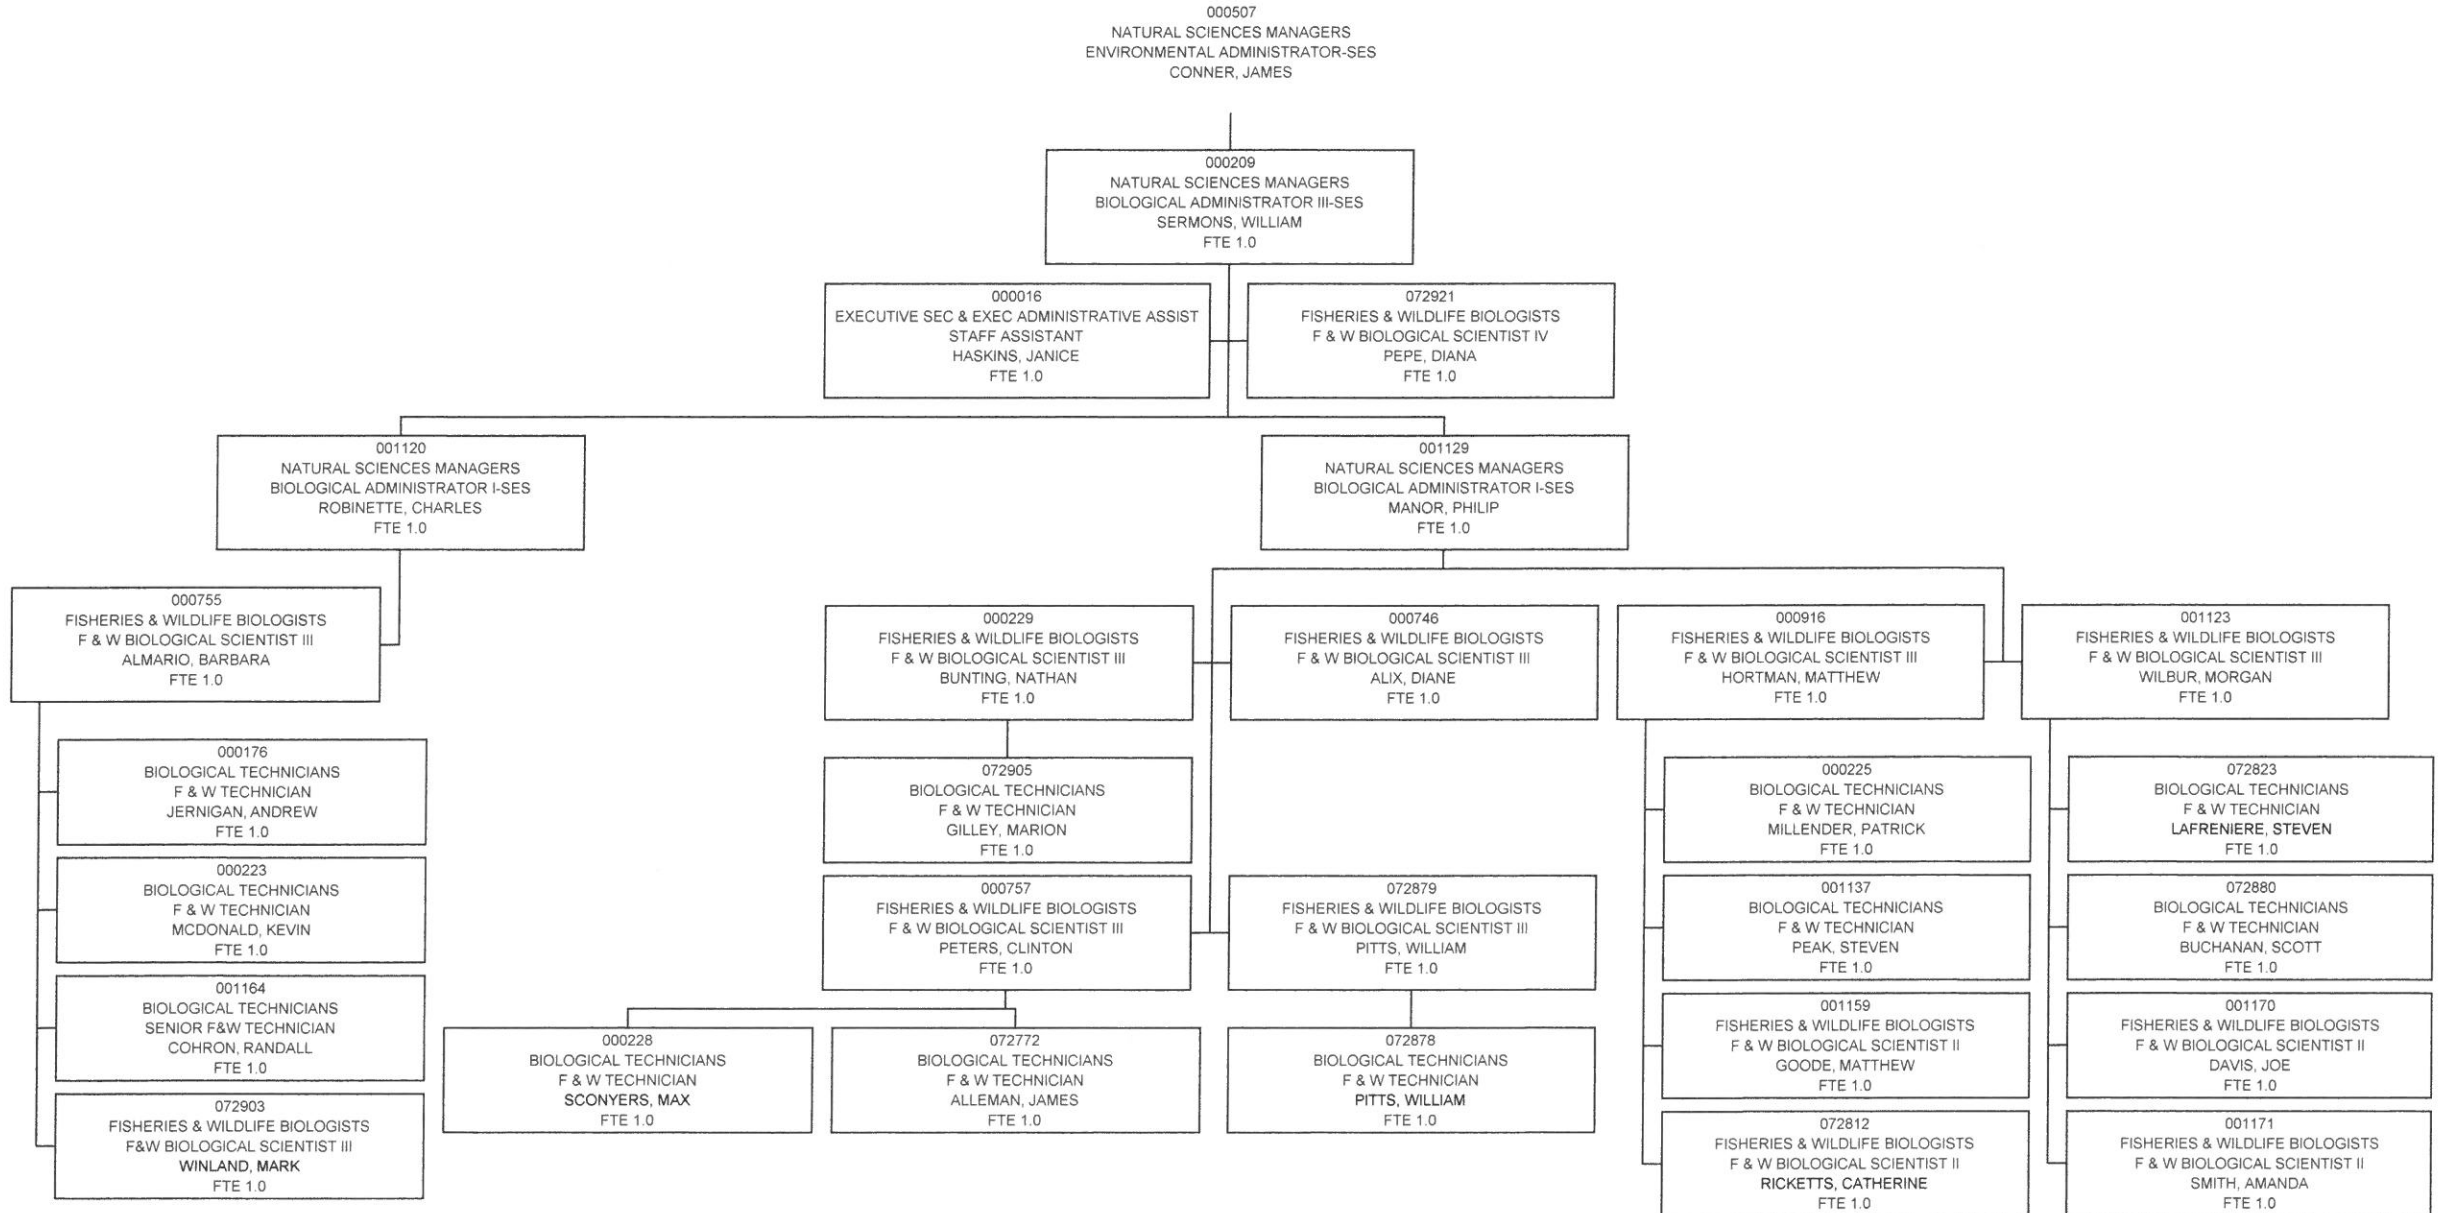 000507
NATURAL SCIENCES MANAGERS
ENVIRONMENTAL ADMINISTRATOR-SES
CONNER, JAMES
000209
NATURAL SCIENCES MANAGERS
BIOLOGICAL ADMINISTRATOR III-SES
SERMONS, WILLIAM
FTE 1.0
000016
EXECUTIVE SEC & EXEC ADMINISTRATIVE ASSIST
STAFF ASSISTANT
HASKINS, JANICE
FTE 1.0
072921
FISHERIES & WILDLIFE BIOLOGISTS
F & W BIOLOGICAL SCIENTIST IV
PEPE, DIANA
FTE 1.0
001120
NATURAL SCIENCES MANAGERS
BIOLOGICAL ADMINISTRATOR I-SES
ROBINETTE, CHARLES
FTE 1.0
001129
NATURAL SCIENCES MANAGERS
BIOLOGICAL ADMINISTRATOR I-SES
MANOR, PHILIP
FTE 1.0
000755
FISHERIES & WILDLIFE BIOLOGISTS
F & W BIOLOGICAL SCIENTIST III
ALMARIO, BARBARA
FTE 1.0
000176
BIOLOGICAL TECHNICIANS
F & W TECHNICIAN
JERNIGAN, ANDREW
FTE 1.0
000223
BIOLOGICAL TECHNICIANS
F & W TECHNICIAN
MCDONALD, KEVIN
FTE 1.0
001164
BIOLOGICAL TECHNICIANS
SENIOR F&W TECHNICIAN
COHRON, RANDALL
FTE 1.0
072903
FISHERIES & WILDLIFE BIOLOGISTS
F&W BIOLOGICAL SCIENTIST III
WINLAND, MARK
FTE 1.0
000229
FISHERIES & WILDLIFE BIOLOGISTS
F & W BIOLOGICAL SCIENTIST III
BUNTING, NATHAN
FTE 1.0
000746
FISHERIES & WILDLIFE BIOLOGISTS
F & W BIOLOGICAL SCIENTIST III
ALIX, DIANE
FTE 1.0
072905
BIOLOGICAL TECHNICIANS
F & W TECHNICIAN
GILLEY, MARION
FTE 1.0
000757
FISHERIES & WILDLIFE BIOLOGISTS
F & W BIOLOGICAL SCIENTIST III
PETERS, CLINTON
FTE 1.0
072879
FISHERIES & WILDLIFE BIOLOGISTS
F & W BIOLOGICAL SCIENTIST III
PITTS, WILLIAM
FTE 1.0
000228
BIOLOGICAL TECHNICIANS
F & W TECHNICIAN
SCONYERS, MAX
FTE 1.0
072772
BIOLOGICAL TECHNICIANS
F & W TECHNICIAN
ALLEMAN, JAMES
FTE 1.0
072878
BIOLOGICAL TECHNICIANS
F & W TECHNICIAN
PITTS, WILLIAM
FTE 1.0
000916
FISHERIES & WILDLIFE BIOLOGISTS
F & W BIOLOGICAL SCIENTIST III
HORTMAN, MATTHEW
FTE 1.0
000225
BIOLOGICAL TECHNICIANS
F & W TECHNICIAN
MILLENDER, PATRICK
FTE 1.0
001137
BIOLOGICAL TECHNICIANS
F & W TECHNICIAN
PEAK, STEVEN
FTE 1.0
001159
FISHERIES & WILDLIFE BIOLOGISTS
F & W BIOLOGICAL SCIENTIST II
GOODE, MATTHEW
FTE 1.0
072812
FISHERIES & WILDLIFE BIOLOGISTS
F & W BIOLOGICAL SCIENTIST II
RICKETTS, CATHERINE
FTE 1.0
001123
FISHERIES & WILDLIFE BIOLOGISTS
F & W BIOLOGICAL SCIENTIST III
WILBUR, MORGAN
FTE 1.0
072823
BIOLOGICAL TECHNICIANS
F & W TECHNICIAN
LAFRENIERE, STEVEN
FTE 1.0
072880
BIOLOGICAL TECHNICIANS
F & W TECHNICIAN
BUCHANAN, SCOTT
FTE 1.0
001170
FISHERIES & WILDLIFE BIOLOGISTS
F & W BIOLOGICAL SCIENTIST II
DAVIS, JOE
FTE 1.0
001171
FISHERIES & WILDLIFE BIOLOGISTS
F & W BIOLOGICAL SCIENTIST II
SMITH, AMANDA
FTE 1.0